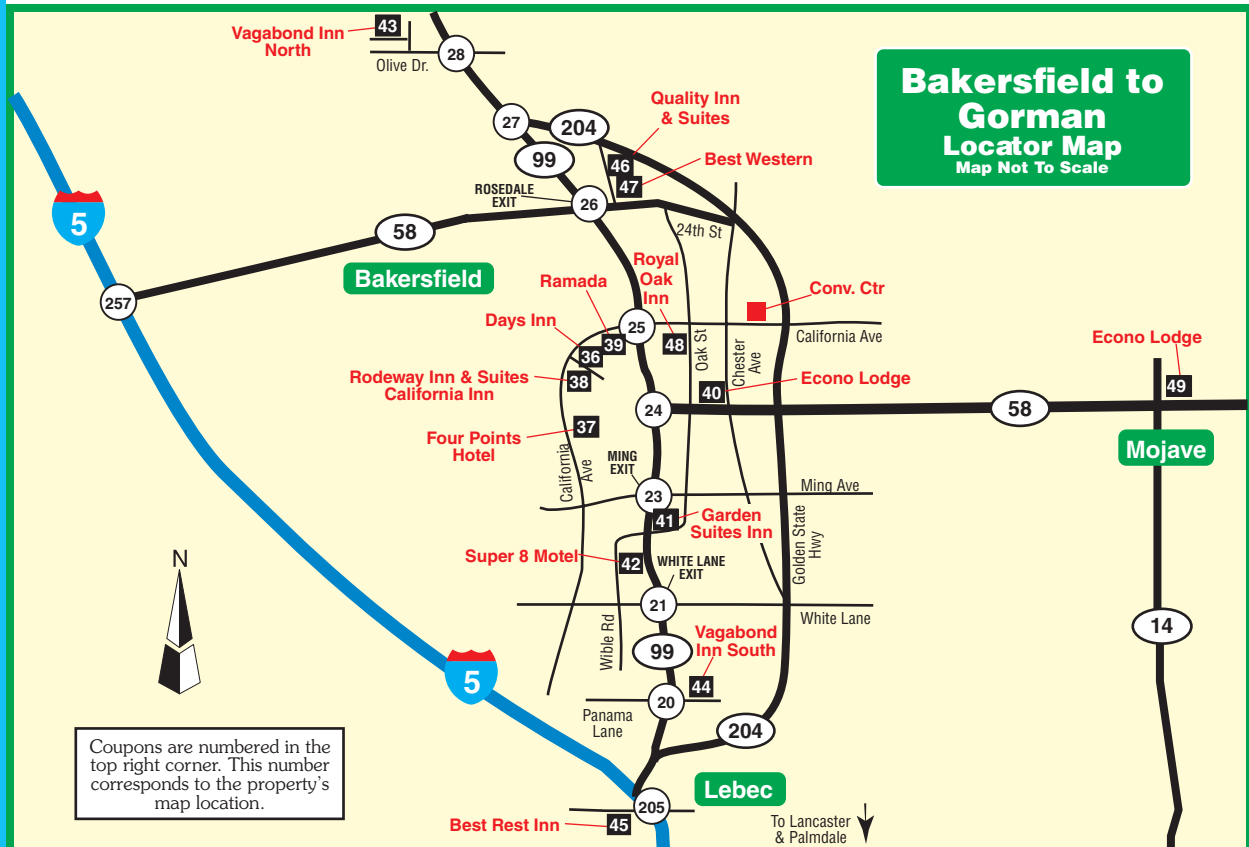 Bakersfield to
Gorman
Locator Map
Map Not To Scale
43
Vagabond Inn
North
28
Olive Dr.
27
204
99
Quality Inn
& Suites
46
Best Western
47
ROSEDALE
EXIT
26
24th St
5
58
Bakersfield
257
Royal
Oak
Inn
Ramada
Days Inn
25
39
36
48
Oak St
Chester
Ave
Conv. Ctr
California Ave
38
Rodeway Inn & Suites
California Inn
24
40
Econo Lodge
58
Econo Lodge
49
Mojave
37
Four Points
Hotel
California
Ave
MING
EXIT
23
Ming Ave
41
Garden
Suites Inn
Golden State
Hwy
Super 8 Motel
42
WHITE LANE
EXIT
21
White Lane
Wible Rd
99
Vagabond
Inn South
44
14
N
5
20
Panama
Lane
204
Coupons are numbered in the
top right corner. This number
corresponds to the property's
map location.
Lebec
205
Best Rest Inn
45
To Lancaster
& Palmdale